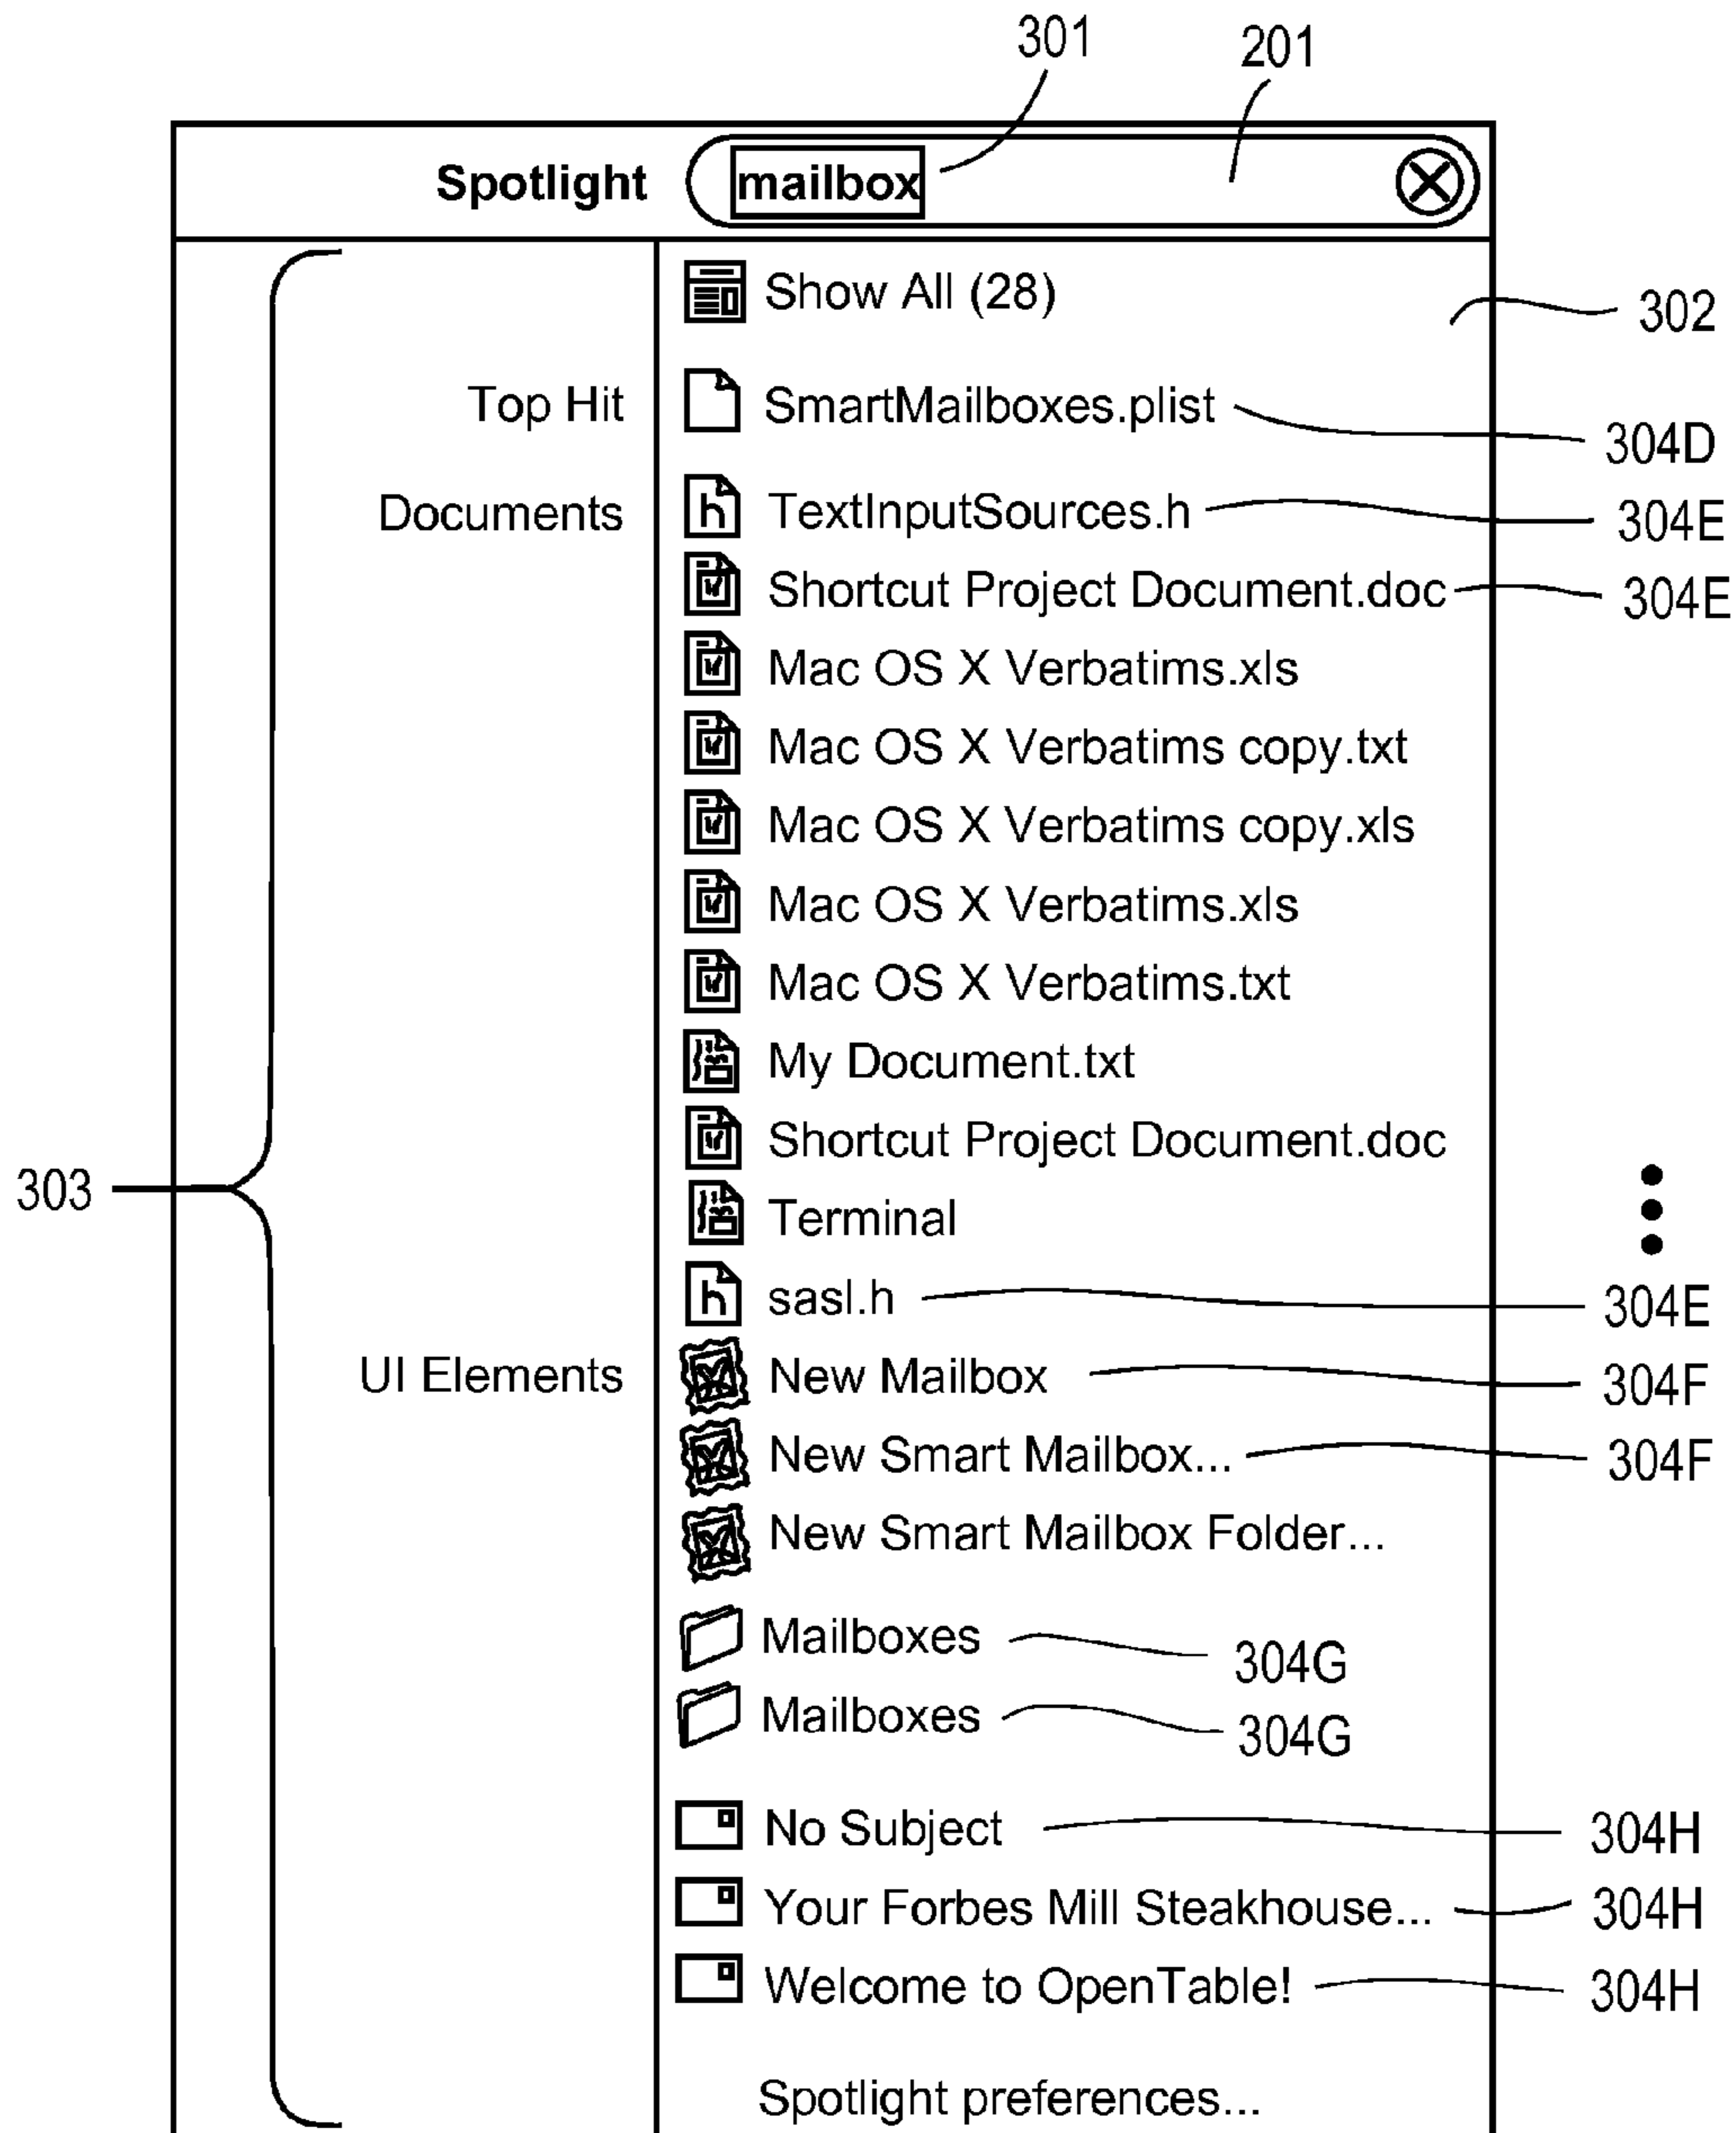 301 201
Spotlight mailbox
Show All (28)
302
Top Hit SmartMailboxes.plist
304D
Documents TextInputSources.h 304E
Shortcut Project Document.doc 304E
Mac OS X Verbatims.xls
Mac OS X Verbatims copy.txt
Mac OS X Verbatims copy.xls
Mac OS X Verbatims.xls
Mac OS X Verbatims.txt
My Document.txt
Shortcut Project Document.doc
303
Terminal
sasl.h 304E
UI Elements New Mailbox 304F
New Smart Mailbox... 304F
New Smart Mailbox Folder...
Mailboxes 304G
Mailboxes 304G
No Subject 304H
Your Forbes Mill Steakhouse... 304H
Welcome to OpenTable! 304H
Spotlight preferences...